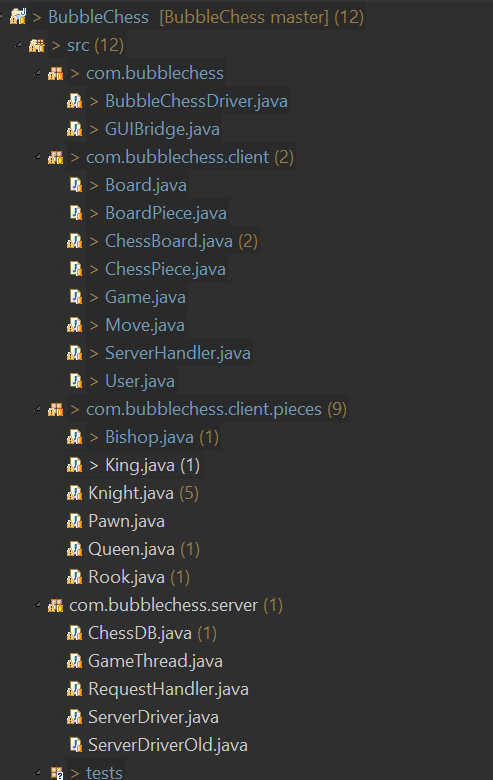 > BubbleChess [BubbleChess master] (12)
> src (12)
> com.bubblechess
> BubbleChessDriver.java
> GUIBridge.java
> com.bubblechess.client (2)
> Board.java
> BoardPiece.java
> ChessBoard.java (2)
> ChessPiece.java
> Game.java
> Move.java
> ServerHandler.java
> User.java
> com.bubblechess.client.pieces (9)
> Bishop.java (1)
> King.java (1)
Knight.java (5)
Pawn.java
Queen.java (1)
Rook.java (1)
com.bubblechess.server (1)
ChessDB.java (1)
GameThread.java
RequestHandler.java
ServerDriver.java
ServerDriverOld.java
> tests